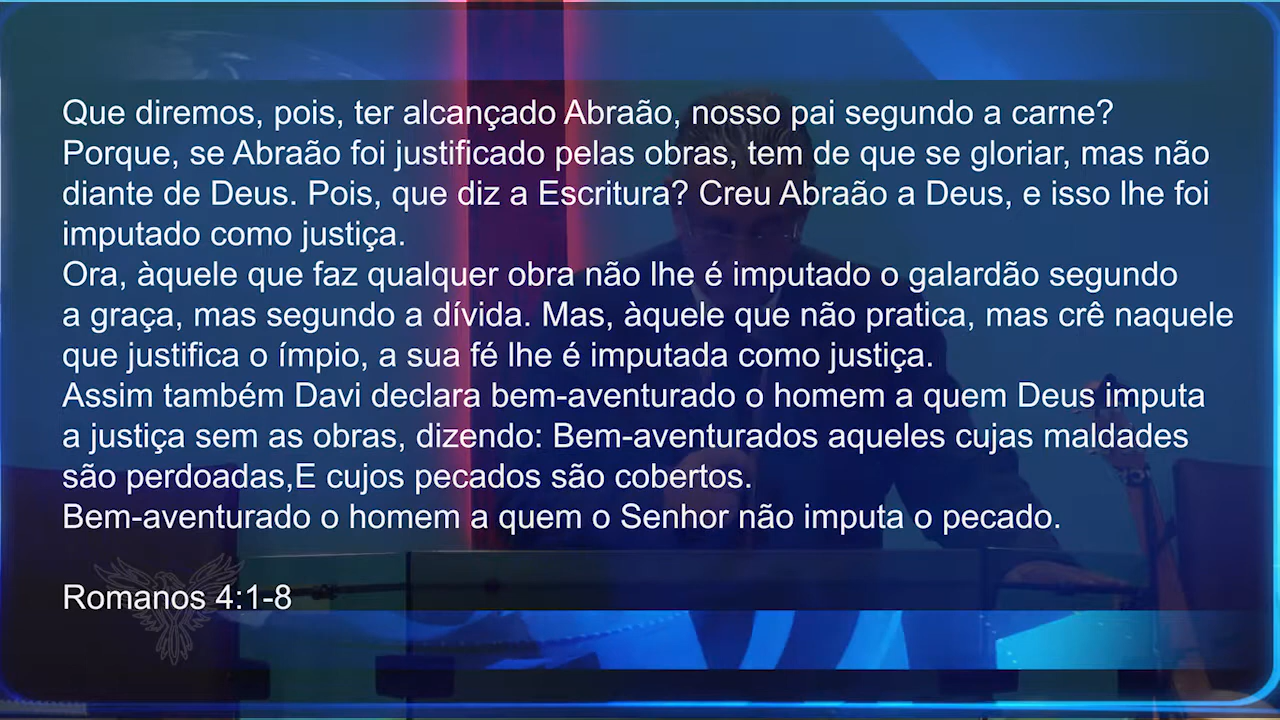 Que diremos, pois, ter alcançado Abraão, nosso pai segundo a carne?
Porque, se Abraão foi justificado pelas obras, tem de que se gloriar, mas não
diante de Deus. Pois, que diz a Escritura? Creu Abraão a Deus, e isso lhe foi
imputado como justiça.
Ora, àquele que faz qualquer obra não lhe é imputado o galardão segundo
a graça, mas segundo a dívida. Mas, àquele que não pratica, mas crê naquele
que justifica o ímpio, a sua fé lhe é imputada como justiça.
Assim também Davi declara bem-aventurado o homem a quem Deus imputa
a justiça sem as obras, dizendo: Bem-aventurados aqueles cujas maldades
são perdoadas,E cujos pecados são cobertos.
Bem-aventurado o homem a quem o Senhor não imputa o pecado.
Romanos 4:1-8